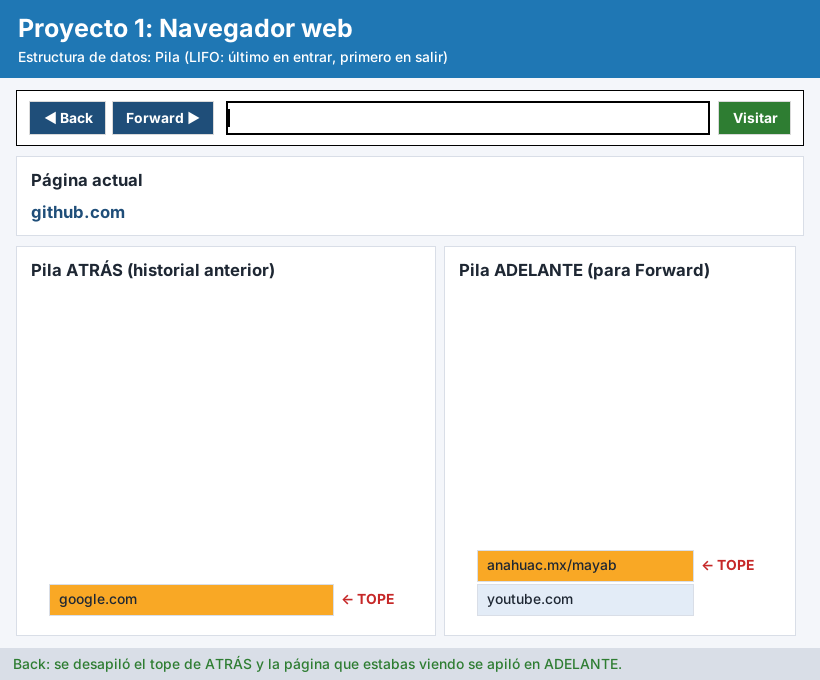 Proyecto 1: Navegador web
Estructura de datos: Pila (LIFO: último en entrar, primero en salir)
◀ Back
Forward ▶
Visitar
Página actual
github.com
Pila ATRÁS (historial anterior)
google.com
← TOPE
Pila ADELANTE (para Forward)
anahuac.mx/mayab
← TOPE
youtube.com
Back: se desapiló el tope de ATRÁS y la página que estabas viendo se apiló en ADELANTE.